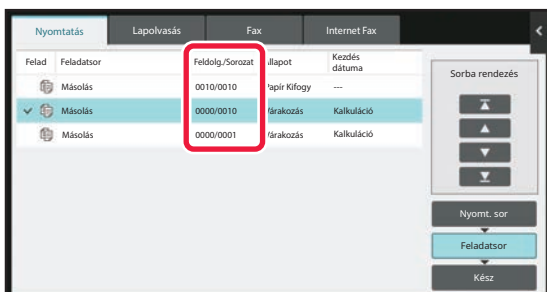 Nyomtatás Lapolvasás Fax Internet Fax
Felad Feladatsor Feldolg./Sorozat Kezdés dátuma
Sorba rendezés
Másolás 0010/0010 Papír Kifogy ---
Másolás 0000/0010 Várakozás Kalkuláció
Másolás 0000/0001 Várakozás Kalkuláció
Nyomt. sor
Feladatsor
Kész